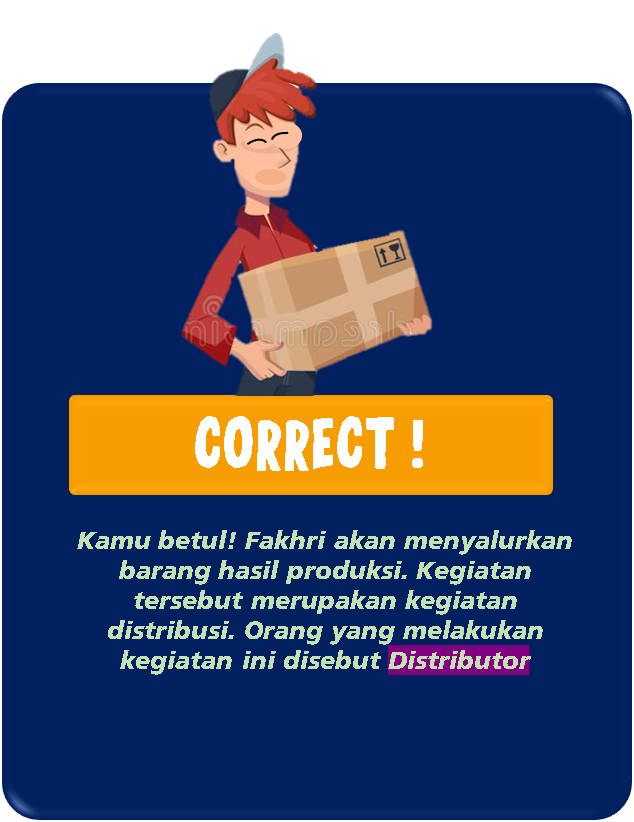 CORRECT !
Kamu betul! Fakhri akan menyalurkan
barang hasil produksi. Kegiatan
tersebut merupakan kegiatan
distribusi. Orang yang melakukan
kegiatan ini disebut Distributor